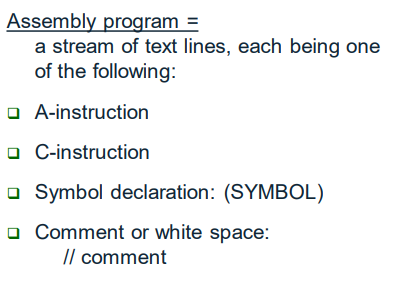 Assembly program =
a stream of text lines, each being one
of the following:
❑ A-instruction
❑ C-instruction
❑ Symbol declaration: (SYMBOL)
❑ Comment or white space:
// comment